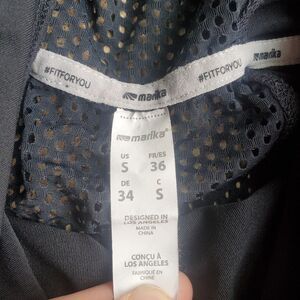 #FITFORYOU
marika
#FITFORYOU
marika
marika
US FR/ES
S 36
DE C
34 S
DESIGNED IN
LOS ANGELES
MADE IN
CHINA
CONÇU À
LOS ANGELES
FABRIQUÉ EN
CHINE